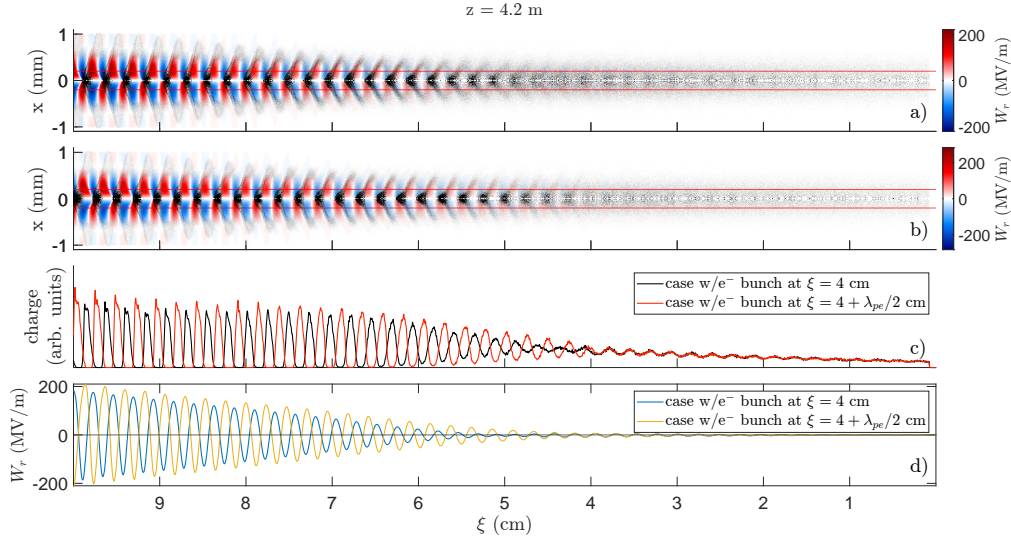 z = 4.2 m
1
0
-1
x (mm)
a)
200
0
-200
W_r (MV/m)
1
0
-1
x (mm)
b)
200
0
-200
W_r (MV/m)
charge
(arb. units)
case w/e⁻ bunch at ξ = 4 cm
case w/e⁻ bunch at ξ = 4 + λ_pe/2 cm
c)
200
0
-200
W_r (MV/m)
case w/e⁻ bunch at ξ = 4 cm
case w/e⁻ bunch at ξ = 4 + λ_pe/2 cm
d)
9 8 7 6 5 4 3 2 1
ξ (cm)